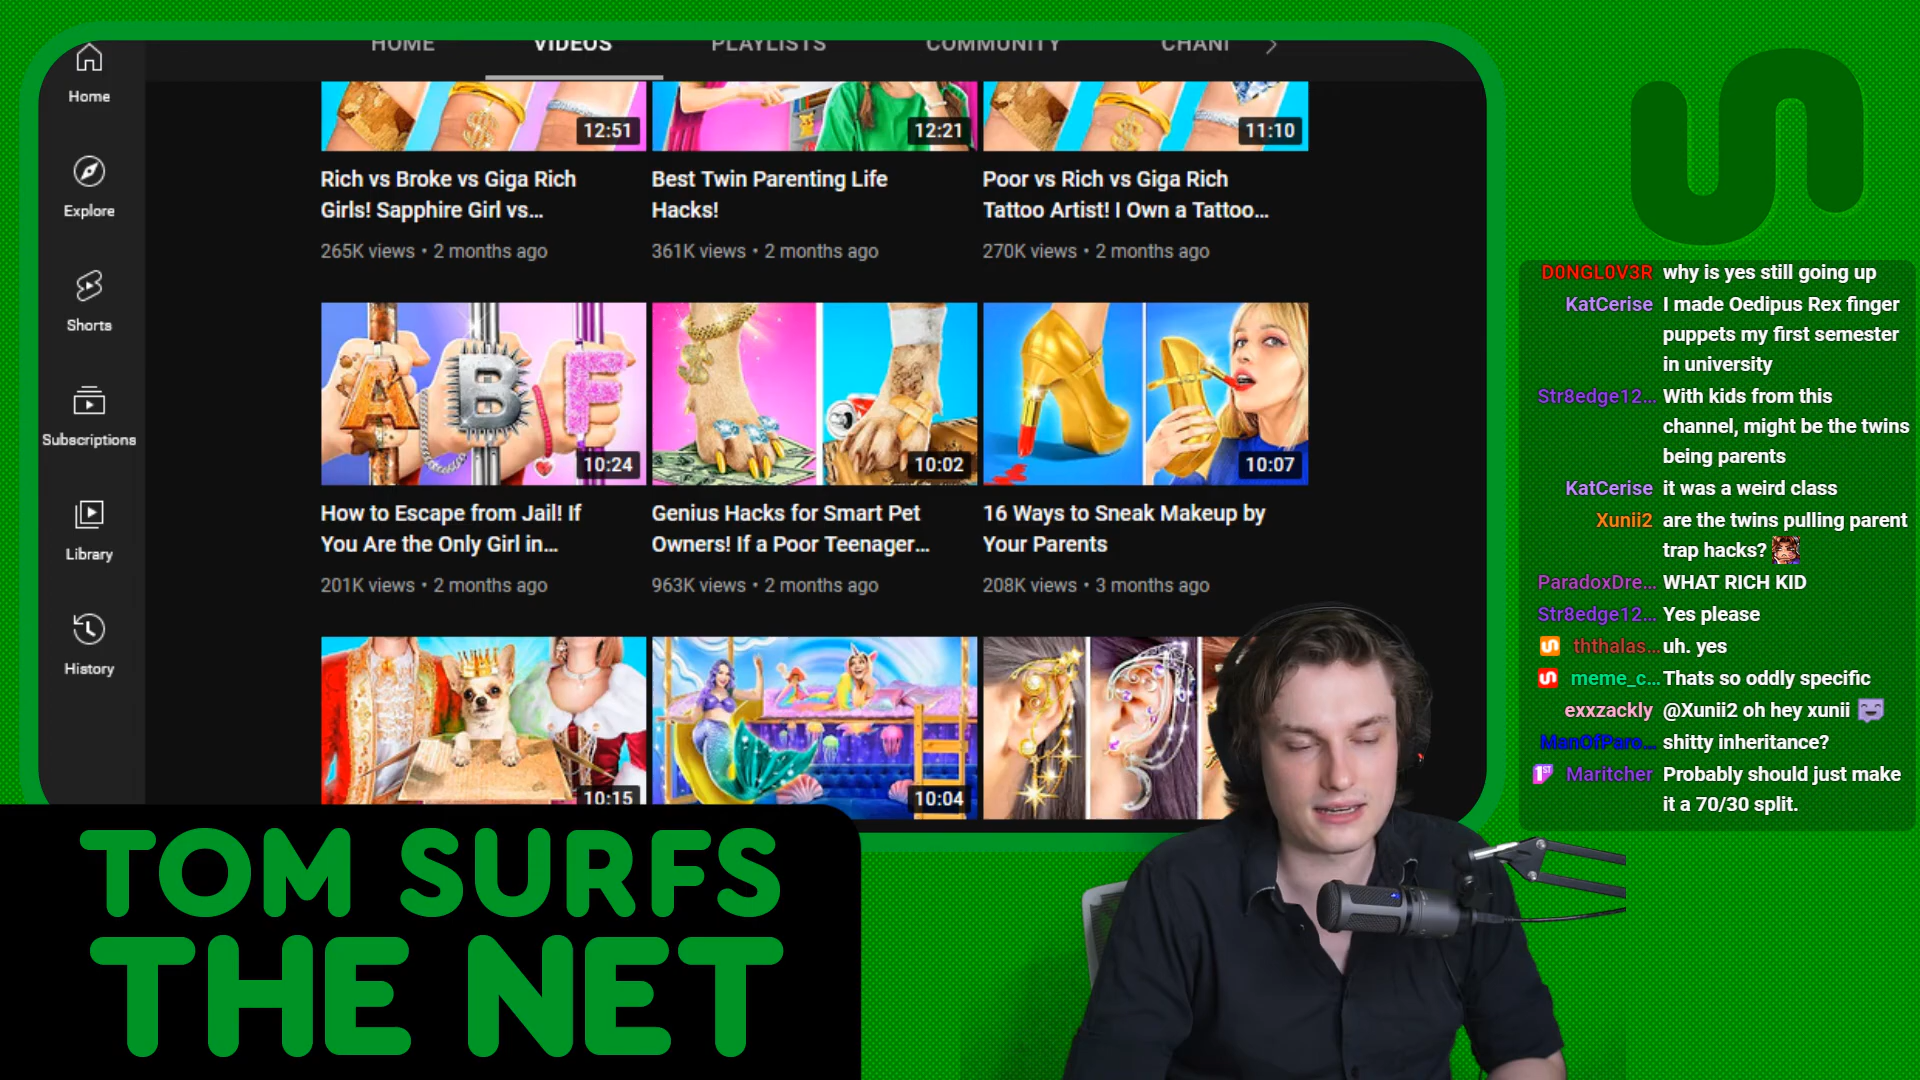 HOME VIDEOS PLAYLISTS COMMUNITY
Home
Explore
Shorts
Subscriptions
Library
History
12:51
12:21
11:10
Rich vs Broke vs Giga Rich
Girls! Sapphire Girl vs...
265K views • 2 months ago
Best Twin Parenting Life
Hacks!
361K views • 2 months ago
Poor vs Rich vs Giga Rich
Tattoo Artist! I Own a Tattoo...
270K views • 2 months ago
A B F
10:24
10:02
10:07
How to Escape from Jail! If
You Are the Only Girl in...
201K views • 2 months ago
Genius Hacks for Smart Pet
Owners! If a Poor Teenager...
963K views • 2 months ago
16 Ways to Sneak Makeup by
Your Parents
208K views • 3 months ago
10:15
10:04
TOM SURFS
THE NET
D0NGL0V3R why is yes still going up
KatCerise I made Oedipus Rex finger
puppets my first semester
in university
Str8edge12... With kids from this
channel, might be the twins
being parents
KatCerise it was a weird class
Xunii2 are the twins pulling parent
trap hacks?
ParadoxDre... WHAT RICH KID
Str8edge12... Yes please
ththalas... uh. yes
meme_c... Thats so oddly specific
exxzackly @Xunii2 oh hey xunii
ManOfParo... shitty inheritance?
1ST Maritcher Probably should just make
it a 70/30 split.